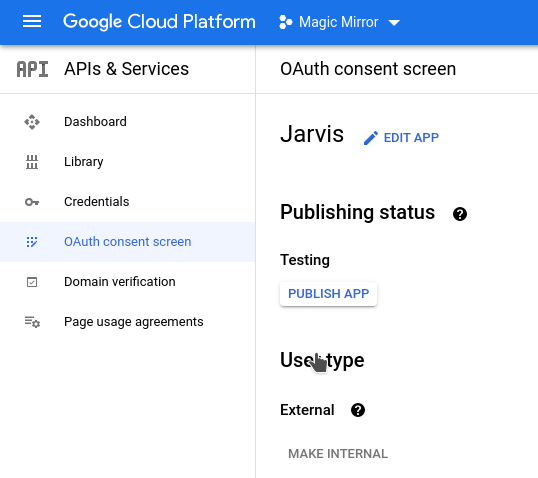 Google Cloud Platform
Magic Mirror
API
APIs & Services
OAuth consent screen
Dashboard
Library
Credentials
OAuth consent screen
Domain verification
Page usage agreements
Jarvis
EDIT APP
Publishing status
Testing
PUBLISH APP
User type
External
MAKE INTERNAL